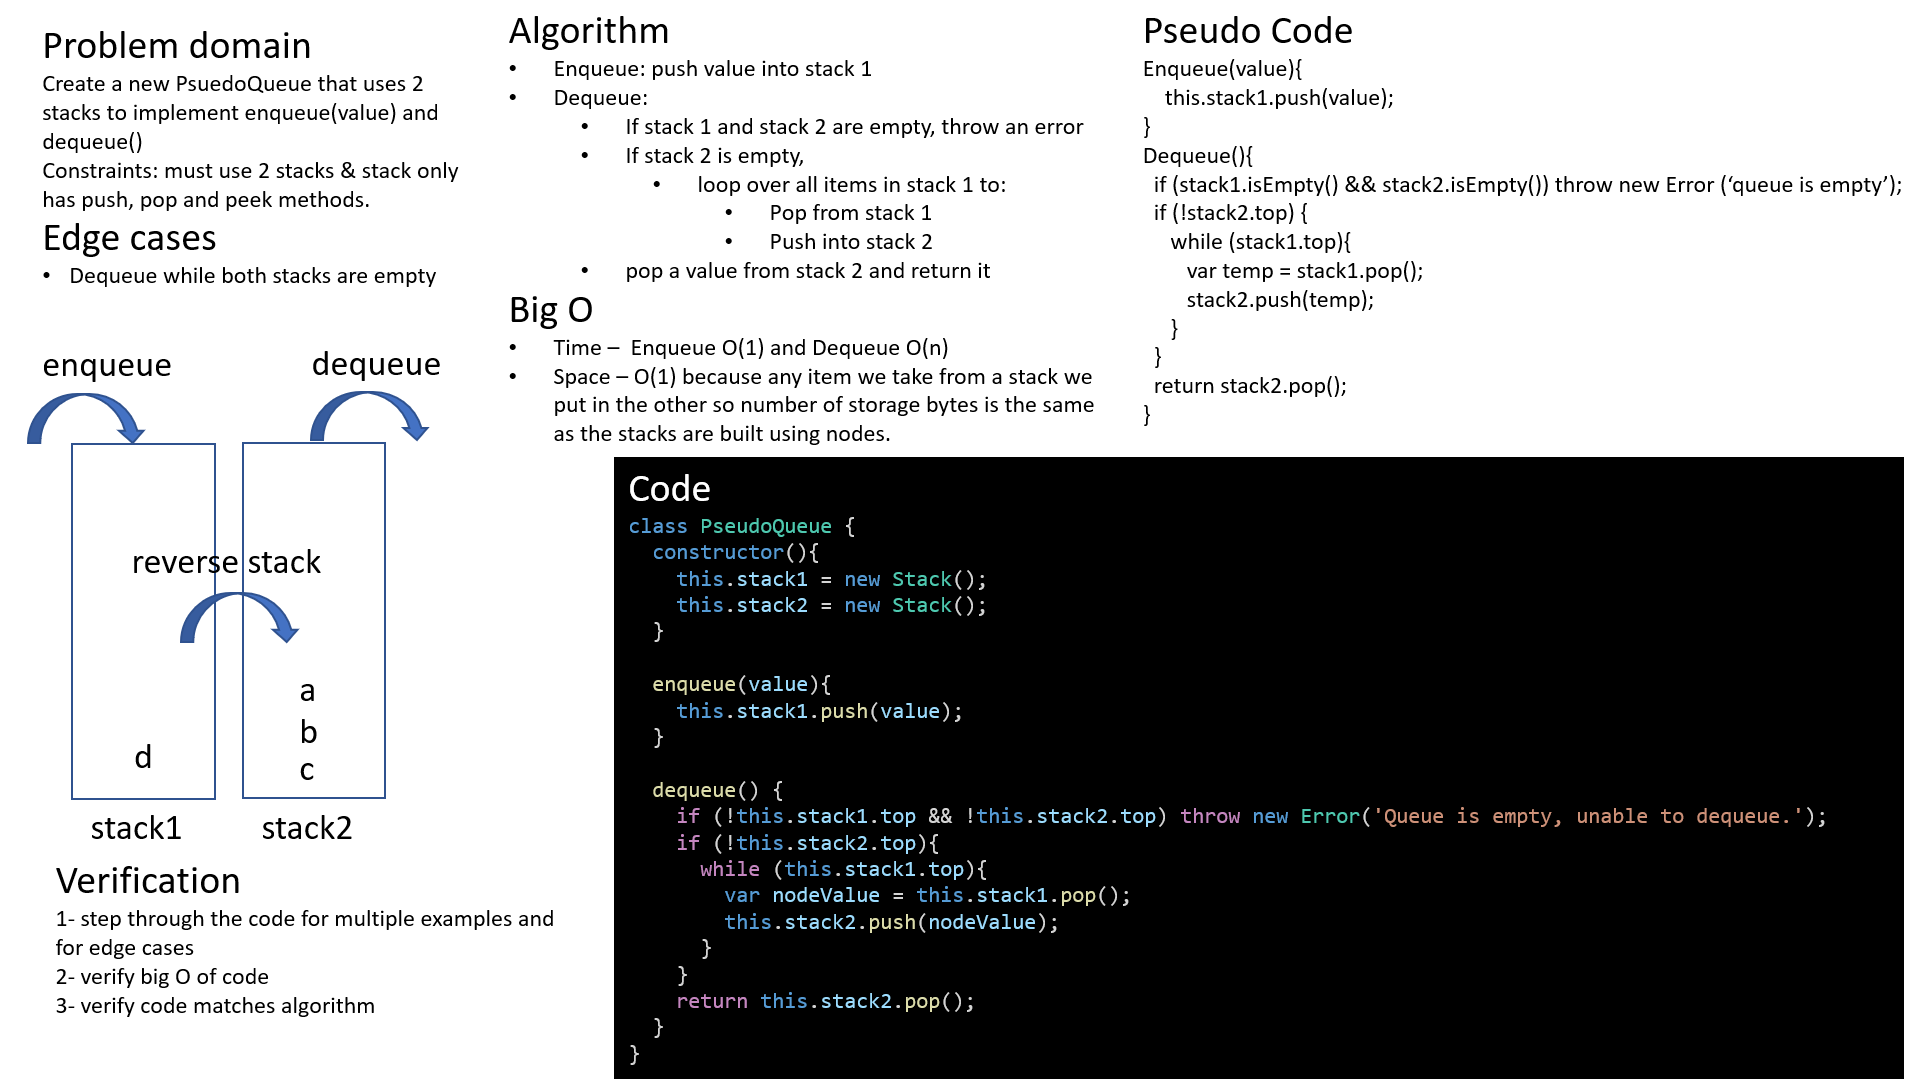 Problem domain
Create a new PsuedoQueue that uses 2
stacks to implement enqueue(value) and
dequeue()
Constraints: must use 2 stacks & stack only
has push, pop and peek methods.
Edge cases
• Dequeue while both stacks are empty
enqueue
dequeue
reverse stack
a
b
c
d
stack1
stack2
Verification
1- step through the code for multiple examples and
for edge cases
2- verify big O of code
3- verify code matches algorithm
Algorithm
• Enqueue: push value into stack 1
• Dequeue:
• If stack 1 and stack 2 are empty, throw an error
• If stack 2 is empty,
• loop over all items in stack 1 to:
• Pop from stack 1
• Push into stack 2
• pop a value from stack 2 and return it
Big O
• Time – Enqueue O(1) and Dequeue O(n)
• Space – O(1) because any item we take from a stack we
put in the other so number of storage bytes is the same
as the stacks are built using nodes.
Pseudo Code
Enqueue(value){
this.stack1.push(value);
}
Dequeue(){
if (stack1.isEmpty() && stack2.isEmpty()) throw new Error (‘queue is empty’);
if (!stack2.top) {
while (stack1.top){
var temp = stack1.pop();
stack2.push(temp);
}
}
return stack2.pop();
}
Code
class PseudoQueue {
constructor(){
this.stack1 = new Stack();
this.stack2 = new Stack();
}
enqueue(value){
this.stack1.push(value);
}
dequeue() {
if (!this.stack1.top && !this.stack2.top) throw new Error('Queue is empty, unable to dequeue.');
if (!this.stack2.top){
while (this.stack1.top){
var nodeValue = this.stack1.pop();
this.stack2.push(nodeValue);
}
}
return this.stack2.pop();
}
}